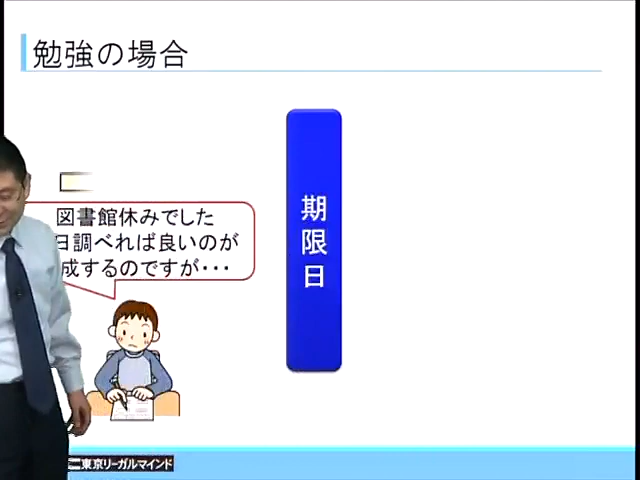 勉強の場合
図書館休みでした
日調べれば良いのが
成するのですが・・・
期限日
東京リーガルマインド